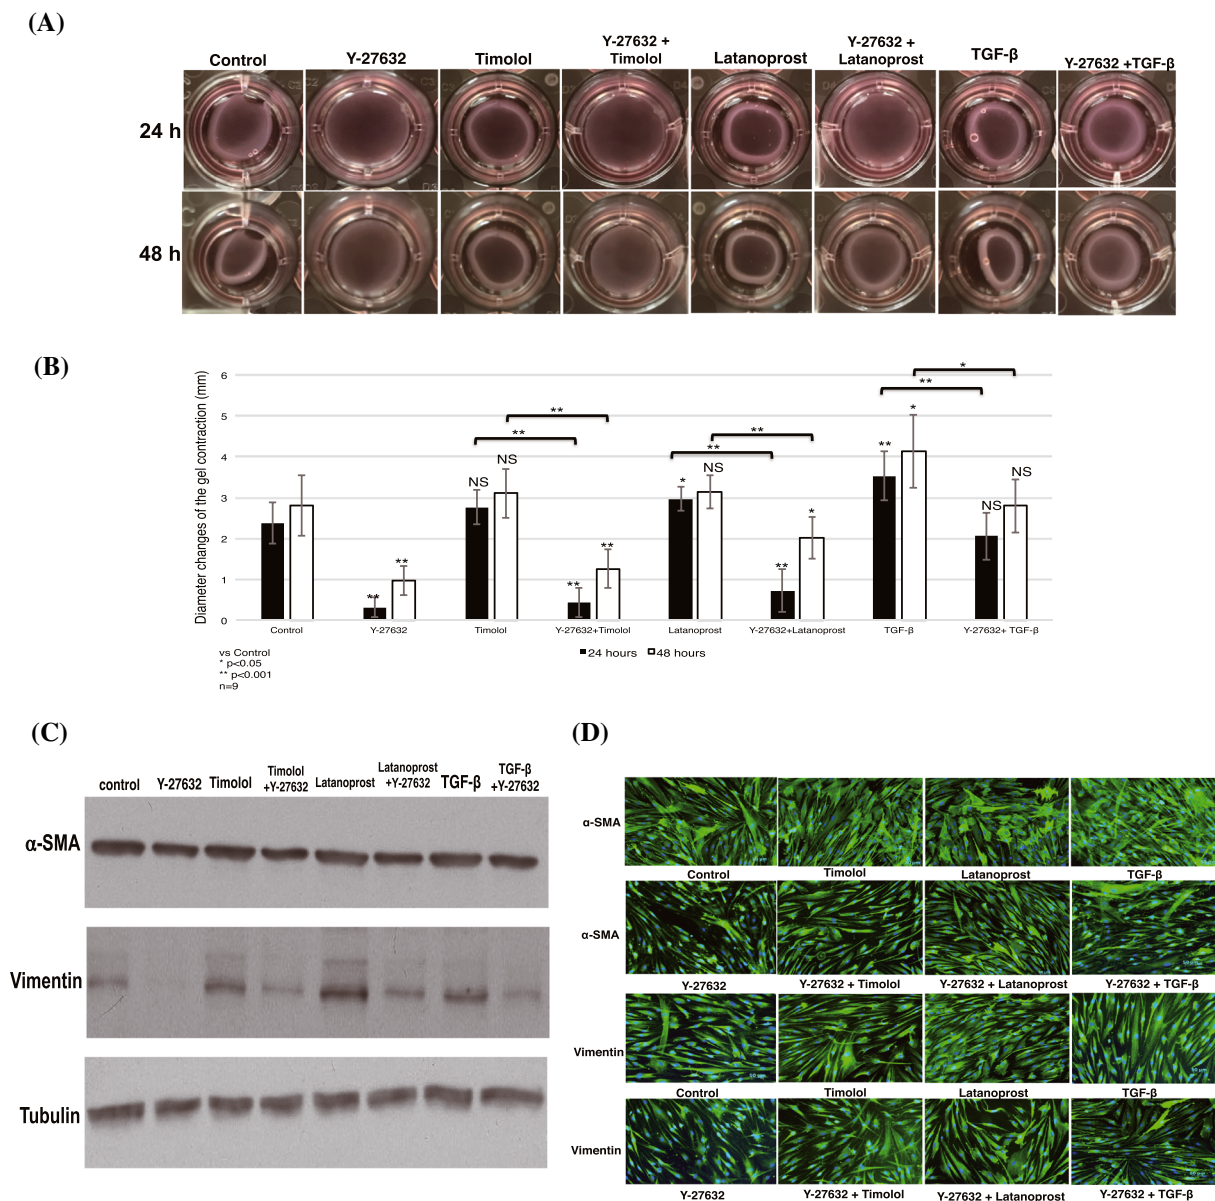 (A)
Control
Y-27632
Timolol
Y-27632 +
Timolol
Latanoprost
Y-27632 +
Latanoprost
TGF-β
Y-27632 +TGF-β
24 h
48 h
(B)
Diameter changes of the gel contraction (mm)
6
5
4
3
2
1
0
**
**
NS
NS
**
**
**
**
*
NS
**
*
**
**
**
*
**
*
NS
NS
Control
Y-27632
Timolol
Y-27632+Timolol
Latanoprost
Y-27632+Latanoprost
TGF-β
Y-27632+ TGF-β
24 hours
48 hours
vs Control
* p<0.05
** p<0.001
n=9
(C)
control
Y-27632
Timolol
Timolol
+Y-27632
Latanoprost
Latanoprost
+Y-27632
TGF-β
TGF-β
+Y-27632
α-SMA
Vimentin
Tubulin
(D)
α-SMA
Control
Timolol
Latanoprost
TGF-β
α-SMA
Y-27632
Y-27632 + Timolol
Y-27632 + Latanoprost
Y-27632 + TGF-β
Vimentin
Control
Timolol
Latanoprost
TGF-β
Vimentin
Y-27632
Y-27632 + Timolol
Y-27632 + Latanoprost
Y-27632 + TGF-β